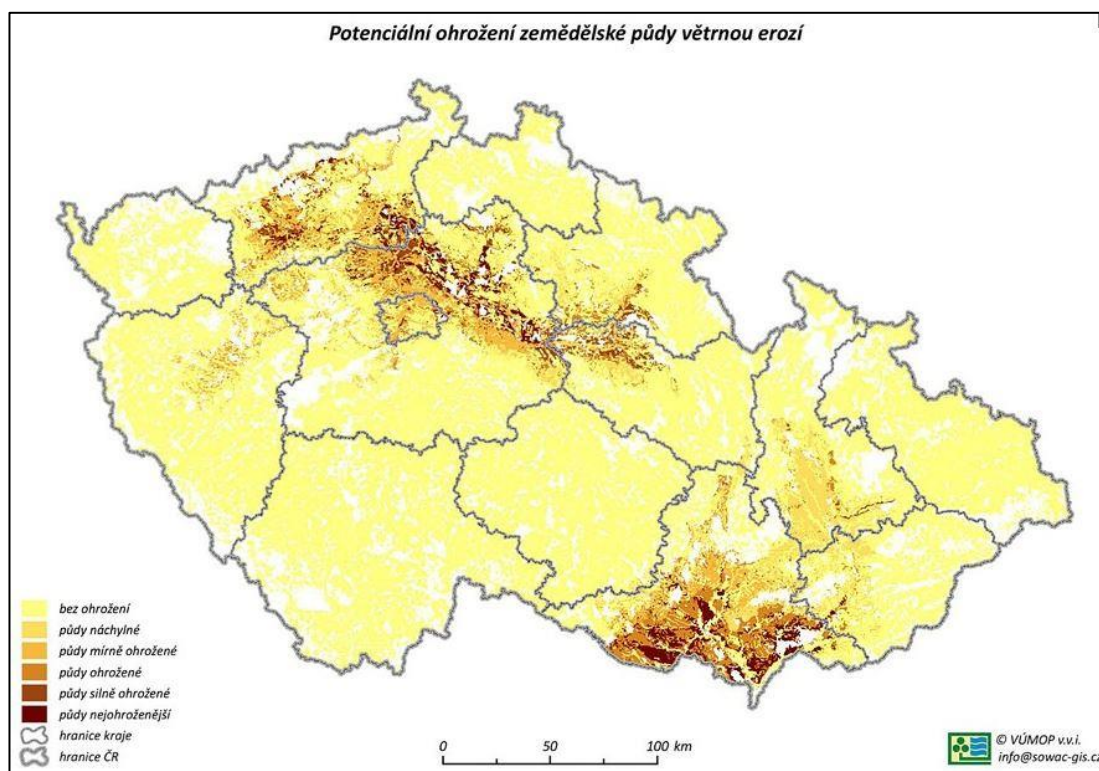 Potenciální ohrožení zemědělské půdy větrnou erozí
bez ohrožení
půdy náchylné
půdy mírně ohrožené
půdy ohrožené
půdy silně ohrožené
půdy nejohroženější
hranice kraje
hranice ČR
0 50 100 km
© VÚMOP v.v.i.
info@sowac-gis.cz